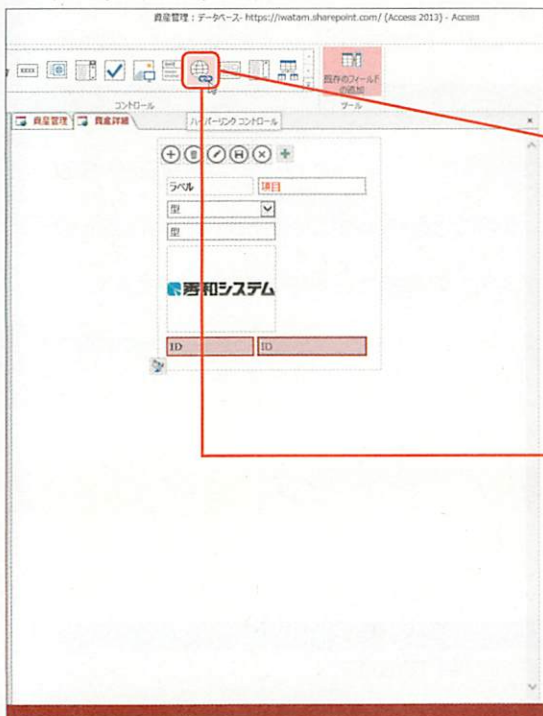 資産管理：データベース- https://iwatam.sharepoint.com/ (Access 2013) - Access
既存のフィールド
の追加
コントロール
ツール
資産管理
資産詳細
ハイパーリンク コントロール
ラベル
項目
型
型
秀和システム
ID
ID